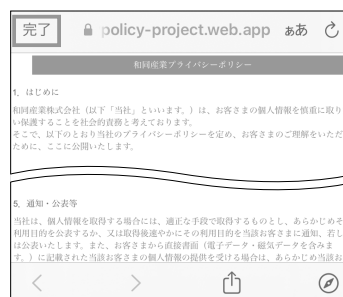 完了 policy-project.web.app ぁあ
和同産業プライバシーポリシー
1. はじめに
和同産業株式会社（以下「当社」といいます。）は、お客さまの個人情報を慎重に取り
い保護することを社会的責務と考えております。
そこで、以下のとおり当社のプライバシーポリシーを定め、お客さまのご理解をいただ
ために、ここに公開いたします。
5. 通知・公表等
当社は、個人情報を取得する場合には、適正な手段で取得するものとし、あらかじめそ
利用目的を公表するか、又は取得後速やかにその利用目的を当該お客さまに通知、若し
は公表いたします。また、お客さまから直接書面（電子データ・磁気データを含みま
す。）に記載された当該お客さまの個人情報の提供を受ける場合は、あらかじめ当該お